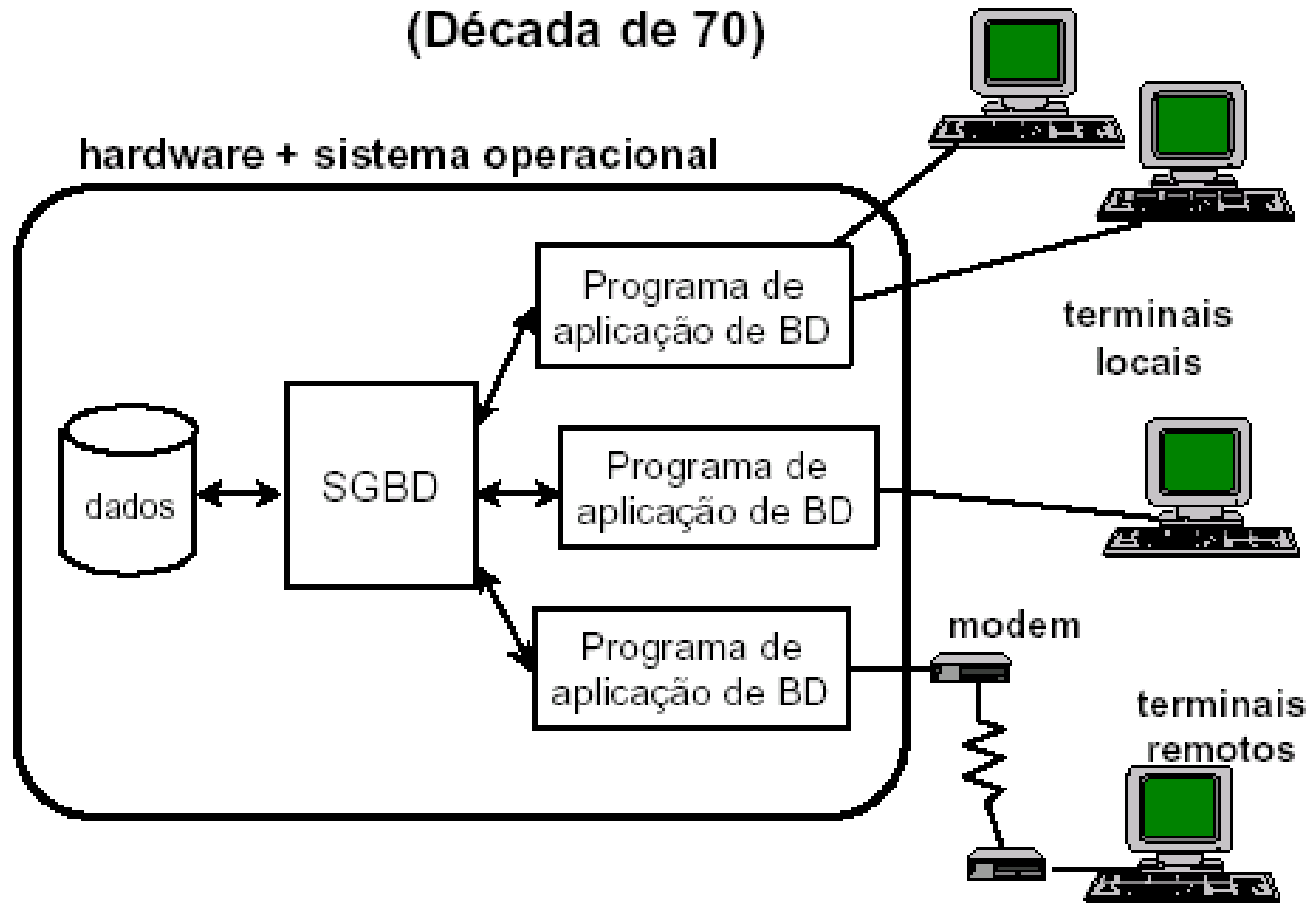 (Década de 70)
hardware + sistema operacional
Programa de
aplicação de BD
terminais
locais
dados
SGBD
Programa de
aplicação de BD
modem
Programa de
aplicação de BD
terminais
remotos